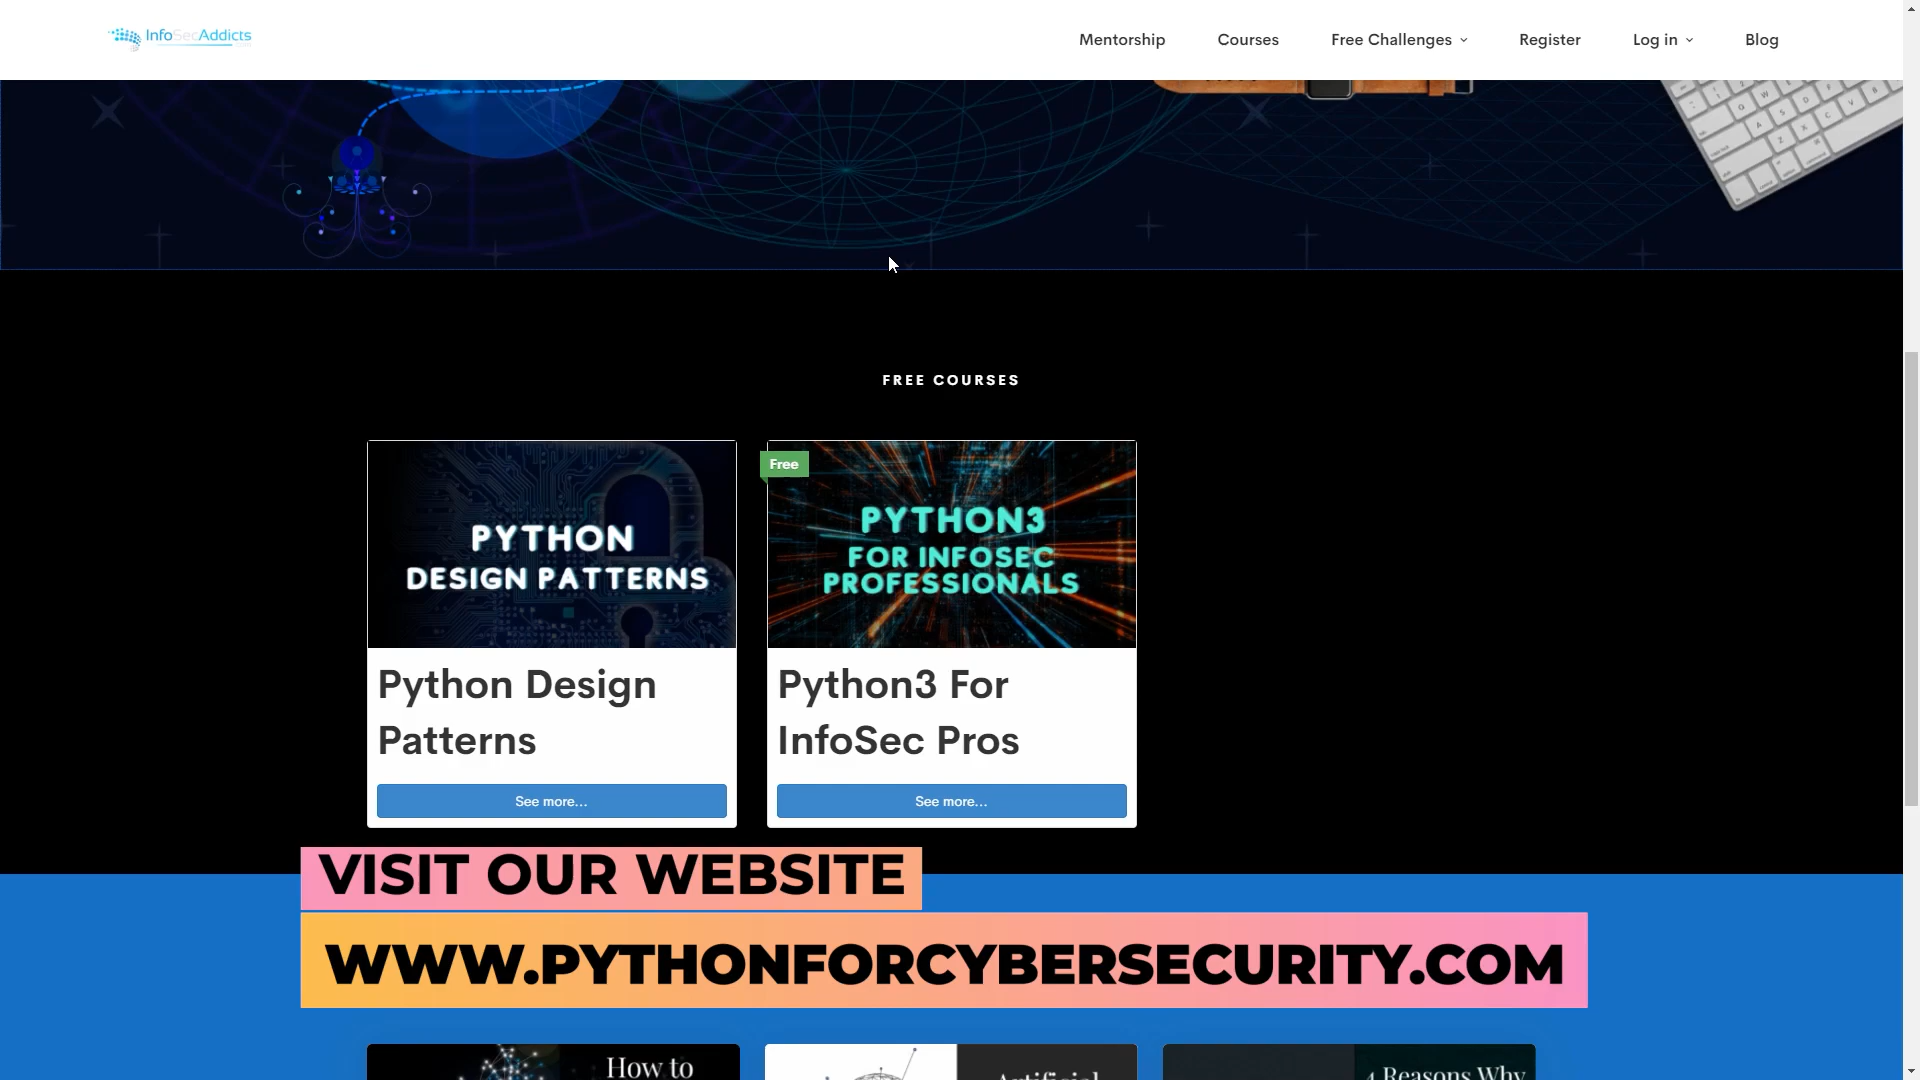 InfoSecAddicts
Mentorship
Courses
Free Challenges
Register
Log in
Blog
FREE COURSES
PYTHON
DESIGN PATTERNS
Python Design
Patterns
See more...
Free
PYTHON3
FOR INFOSEC
PROFESSIONALS
Python3 For
InfoSec Pros
See more...
VISIT OUR WEBSITE
WWW.PYTHONFORCYBERSECURITY.COM
How to
Artificial
4 Reasons Why